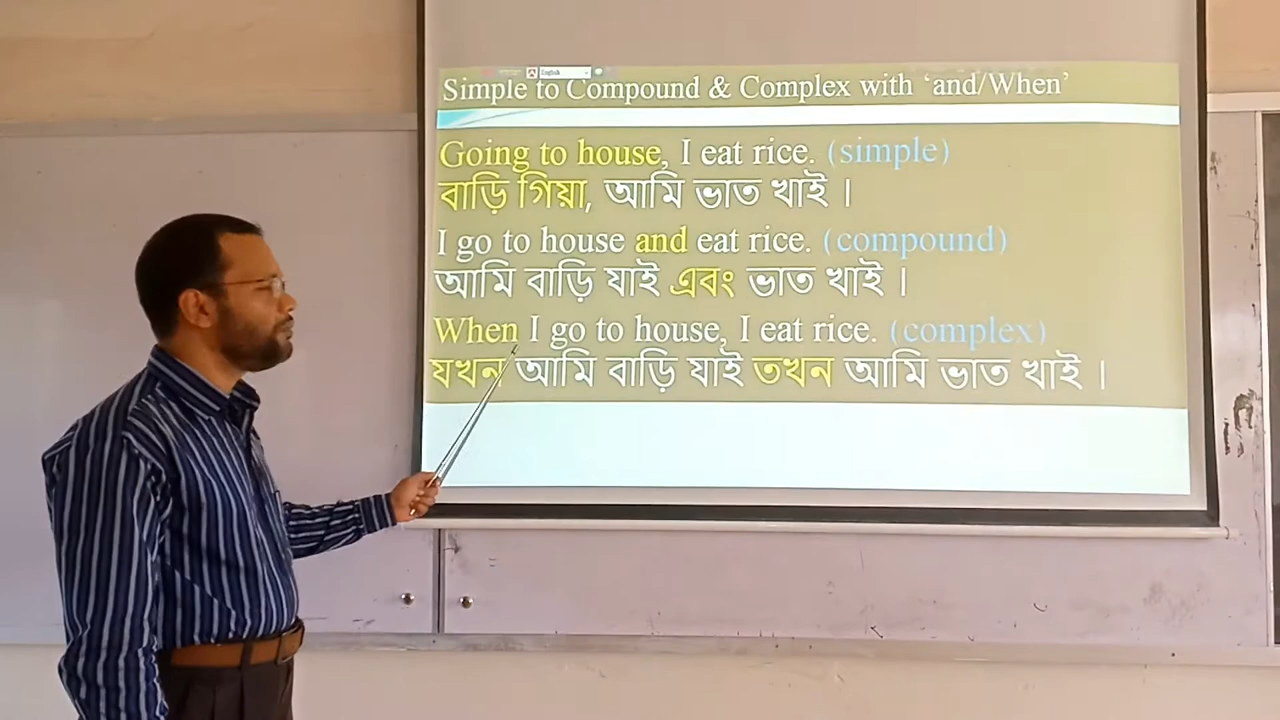 English
Simple to Compound & Complex with ‘and/When’
Going to house, I eat rice. (simple)
বাড়ি গিয়া, আমি ভাত খাই ।
I go to house and eat rice. (compound)
আমি বাড়ি যাই এবং ভাত খাই ।
When I go to house, I eat rice. (complex)
যখন আমি বাড়ি যাই তখন আমি ভাত খাই ।